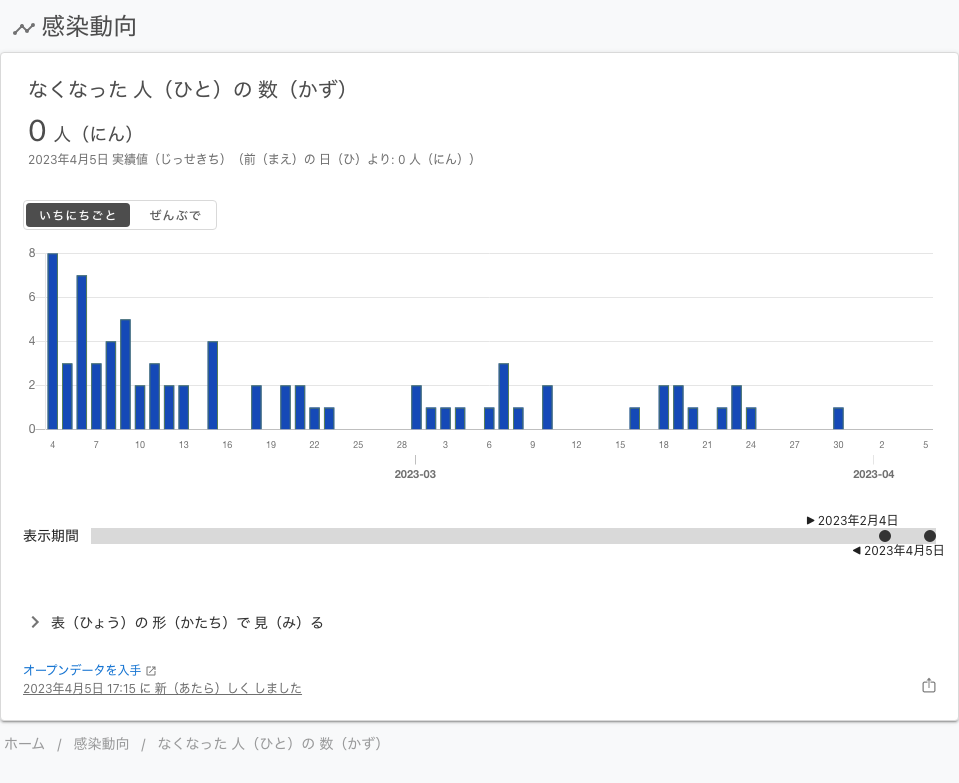 感染動向
なくなった 人（ひと）の 数（かず）
0 人（にん）
2023年4月5日 実績値（じっせきち）（前（まえ）の 日（ひ）より: 0 人（にん））
いちにちごと ぜんぶで
8
6
4
2
0
4 7 10 13 16 19 22 25 28 3 6 9 12 15 18 21 24 27 30 2 5
2023-03 2023-04
2023年2月4日
表示期間
2023年4月5日
表（ひょう）の 形（かたち）で 見（み）る
オープンデータを入手
2023年4月5日 17:15 に 新（あたら）しく しました
ホーム / 感染動向 / なくなった 人（ひと）の 数（かず）